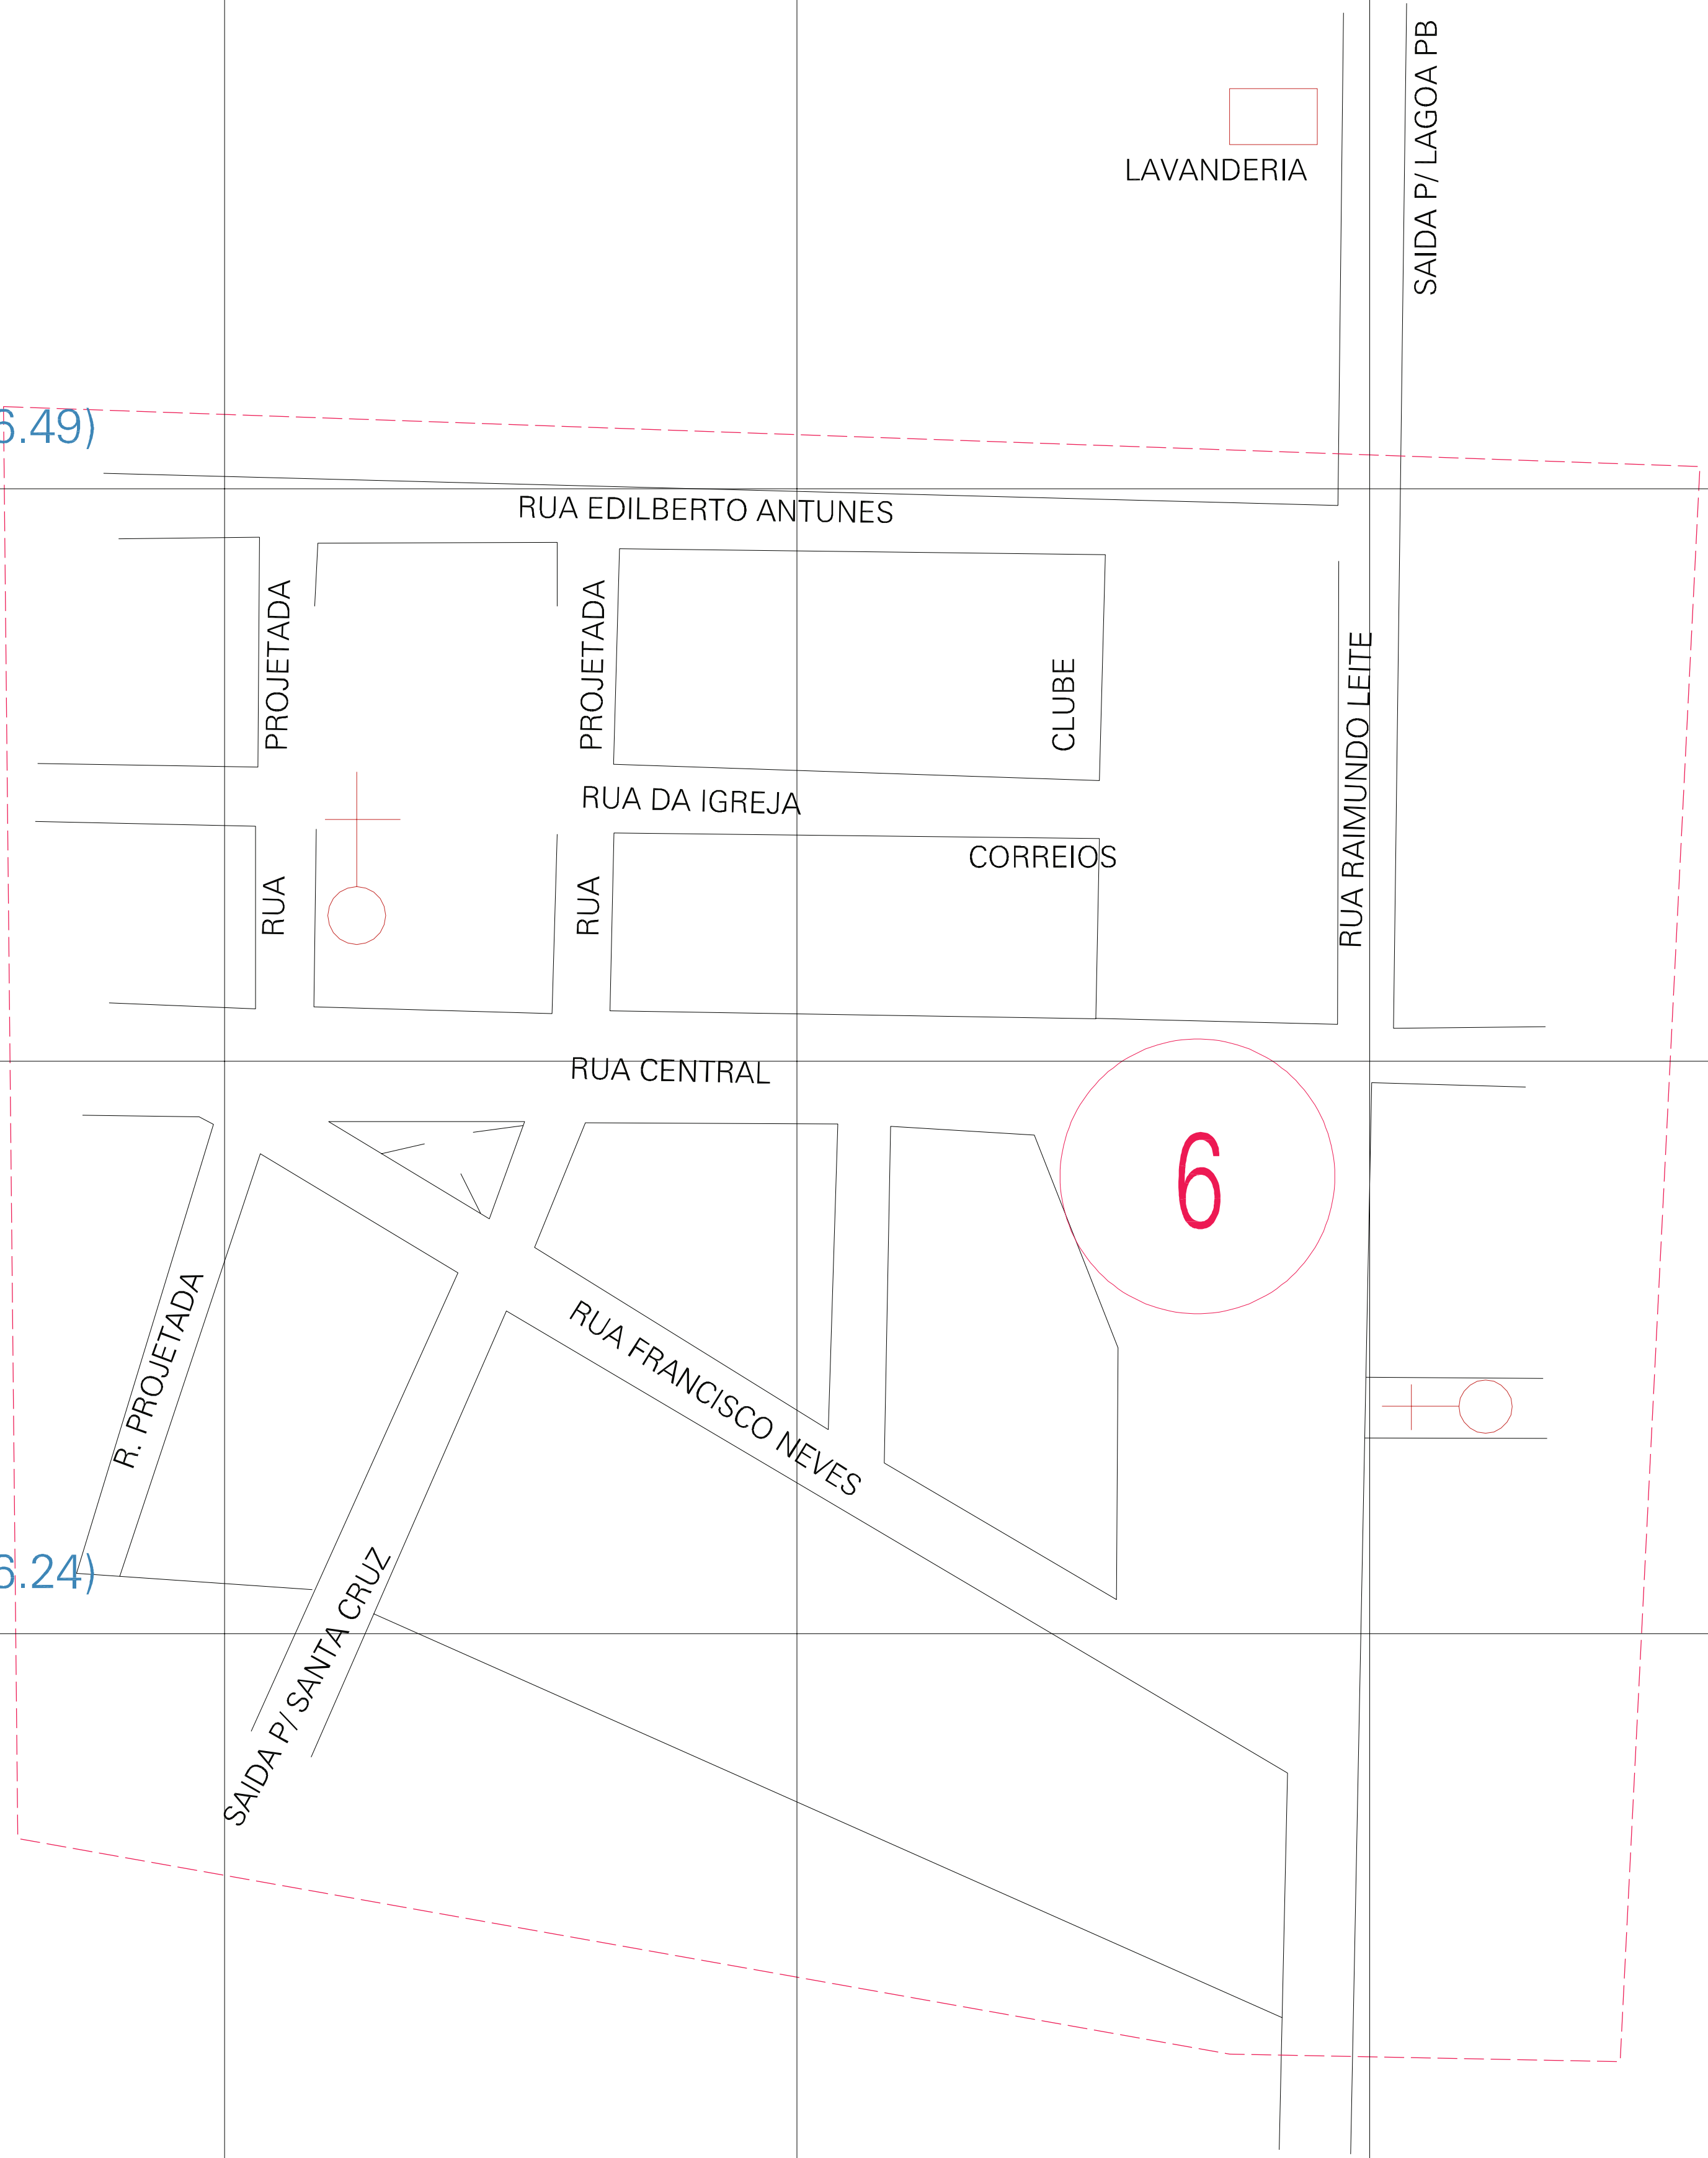 SAIDA P/ LAGOA PB
LAVANDERIA
6.49)
RUA EDILBERTO ANTUNES
PROJETADA
PROJETADA
CLUBE
RUA RAIMUNDO LEITE
RUA DA IGREJA
CORREIOS
RUA
RUA
RUA CENTRAL
6
R. PROJETADA
RUA FRANCISCO NEVES
6.24)
SAIDA P/ SANTA CRUZ